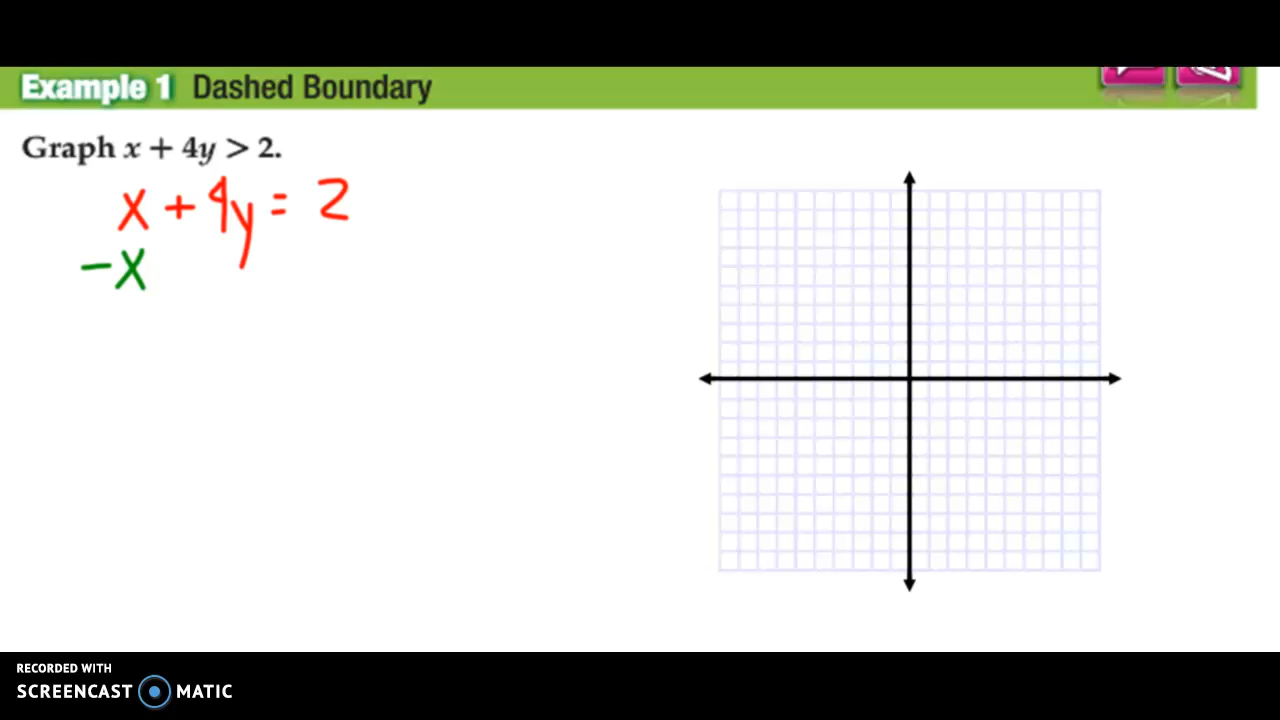 Example 1 Dashed Boundary
Graph x + 4y > 2.
x + 4y = 2
-x
RECORDED WITH
SCREENCAST MATIC